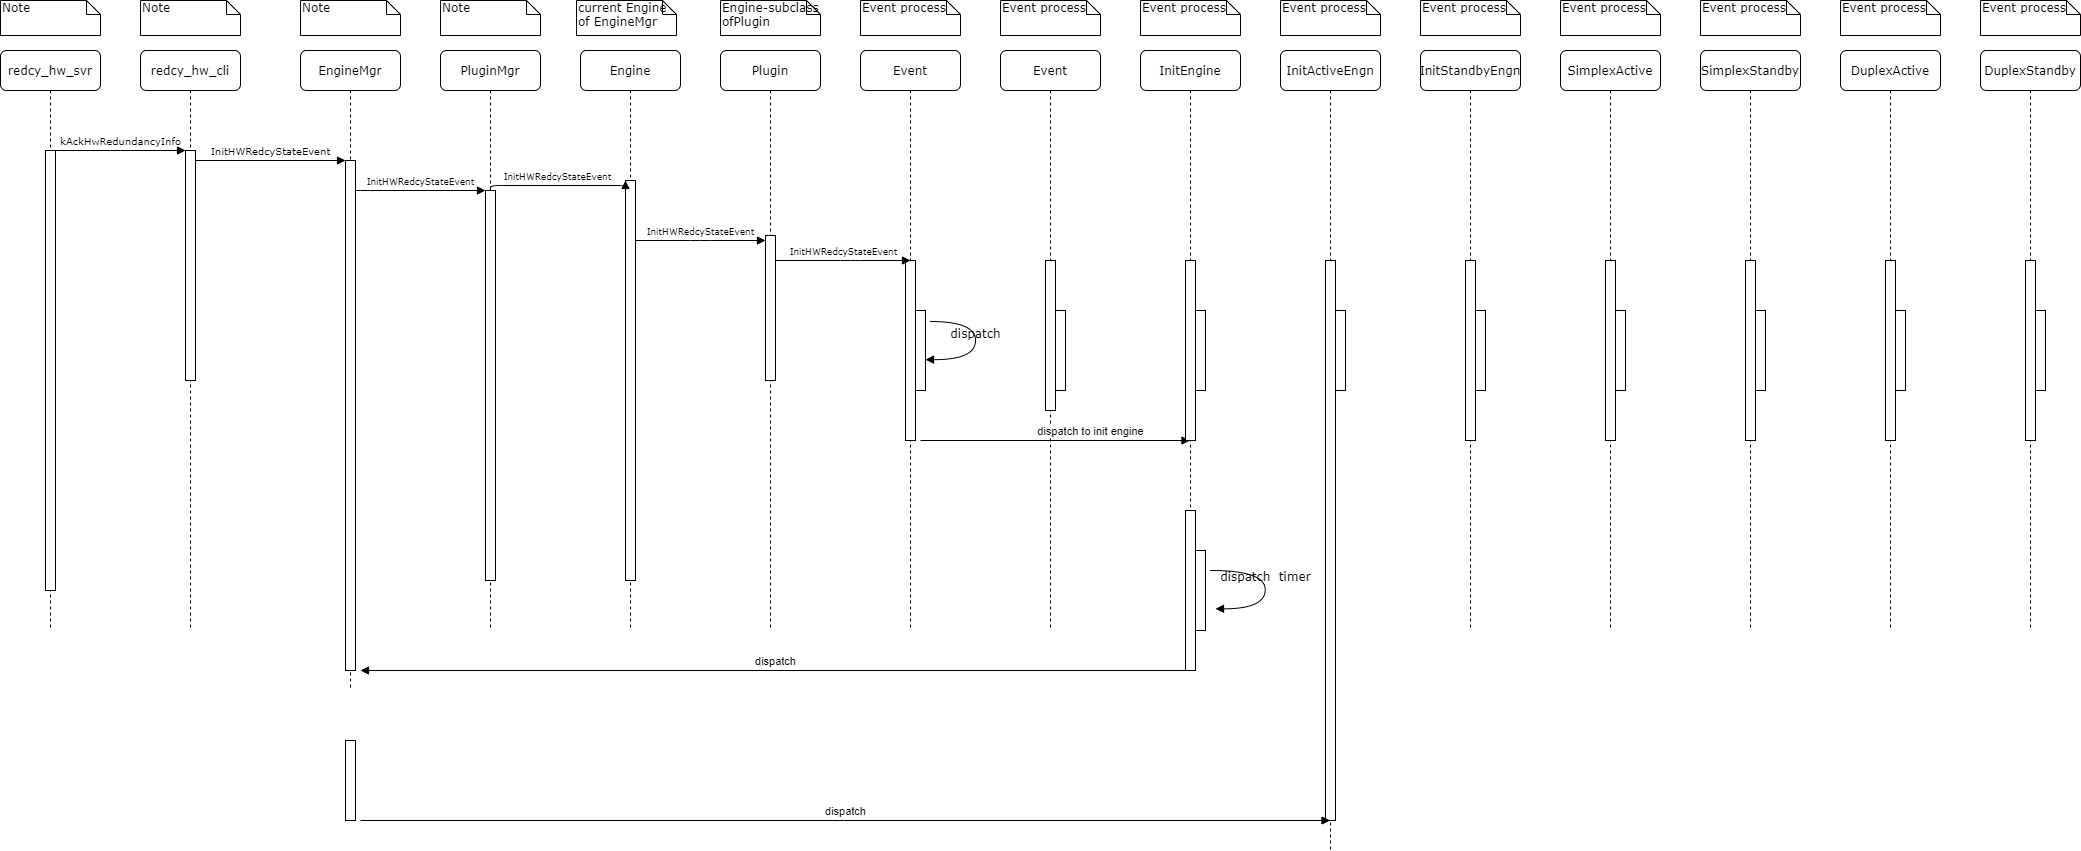 Note
Note
Note
Note
current Engine
of EngineMgr
Engine-subclass
ofPlugin
Event process
Event process
Event process
Event process
Event process
Event process
Event process
Event process
Event process
redcy_hw_svr
redcy_hw_cli
EngineMgr
PluginMgr
Engine
Plugin
Event
Event
InitEngine
InitActiveEngn
InitStandbyEngn
SimplexActive
SimplexStandby
DuplexActive
DuplexStandby
kAckHwRedundancyInfo
InitHWRedcyStateEvent
InitHWRedcyStateEvent
InitHWRedcyStateEvent
InitHWRedcyStateEvent
InitHWRedcyStateEvent
dispatch
dispatch to init engine
dispatch timer
dispatch
dispatch